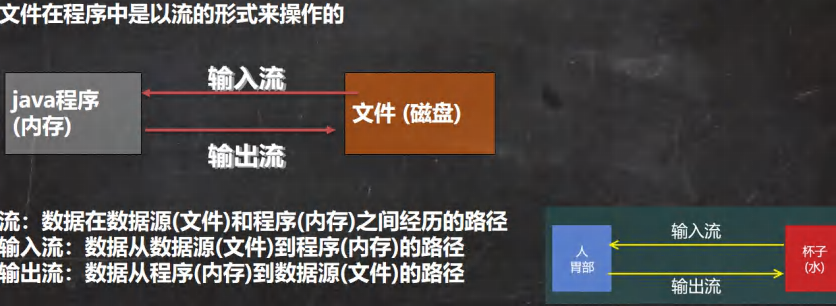 文件在程序中是以流的形式来操作的
输入流
java程序
(内存)
文件 (磁盘)
输出流
流：数据在数据源(文件)和程序(内存)之间经历的路径
输入流：数据从数据源(文件)到程序(内存)的路径
输出流：数据从程序(内存)到数据源(文件)的路径
输入流
人
胃部
杯子
(水)
输出流